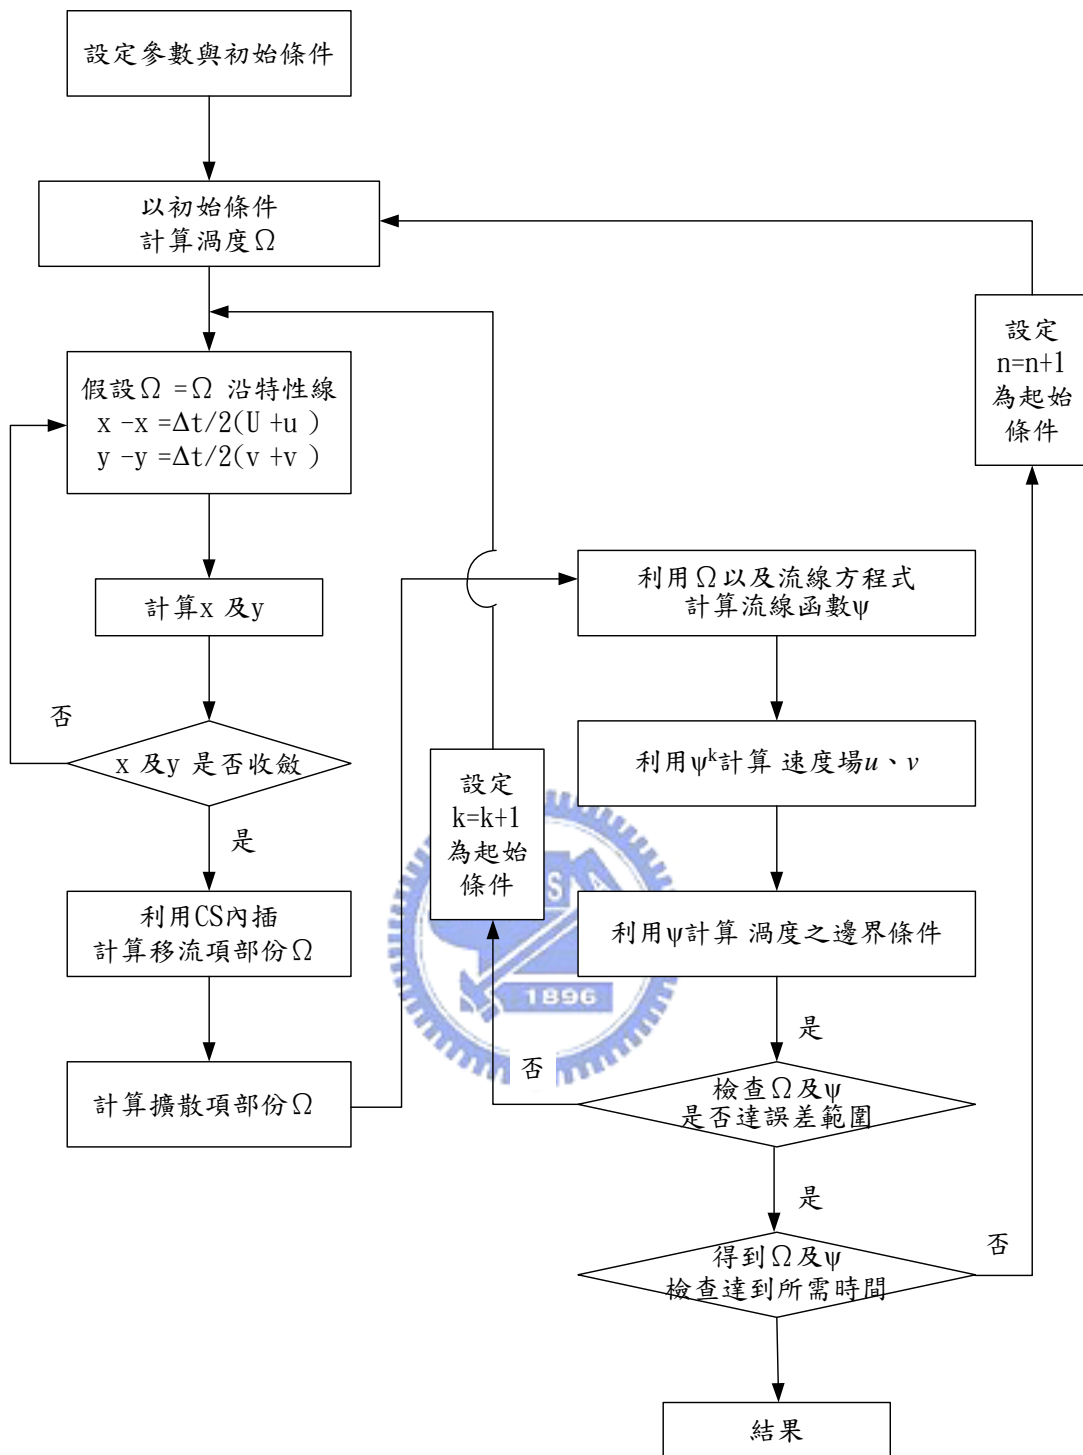 設定參數與初始條件
以初始條件
計算渦度Ω
假設Ω =Ω 沿特性線
x -x =Δt/2(U +u )
y -y =Δt/2(v +v )
計算x 及y
否
x 及y 是否收斂
是
利用CS內插
計算移流項部份Ω
計算擴散項部份Ω
設定
k=k+1
為起始
條件
否
利用Ω以及流線方程式
計算流線函數ψ
利用ψᵏ計算 速度場u、v
利用ψ計算 渦度之邊界條件
是
檢查Ω及ψ
是否達誤差範圍
是
得到Ω及ψ
檢查達到所需時間
否
設定
n=n+1
為起始
條件
結果
S
1896